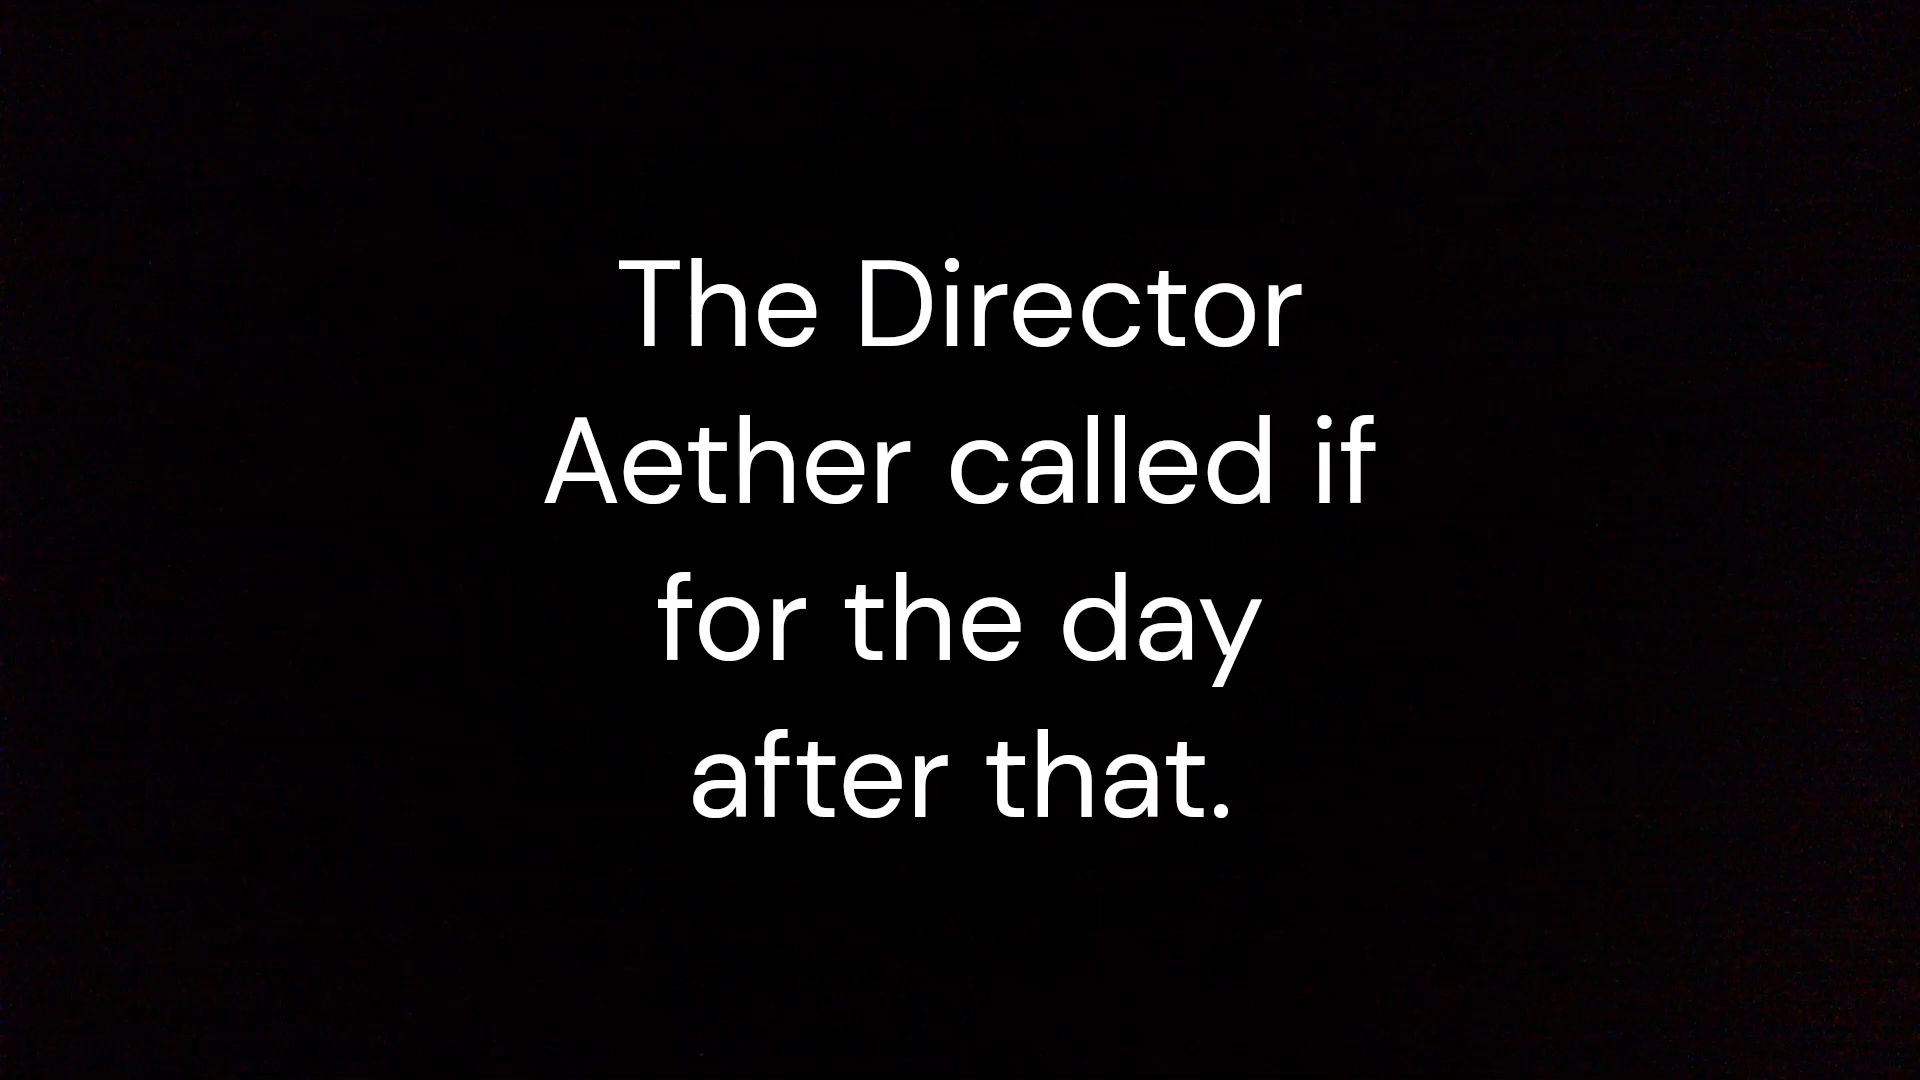 The Director
Aether called if
for the day
after that.